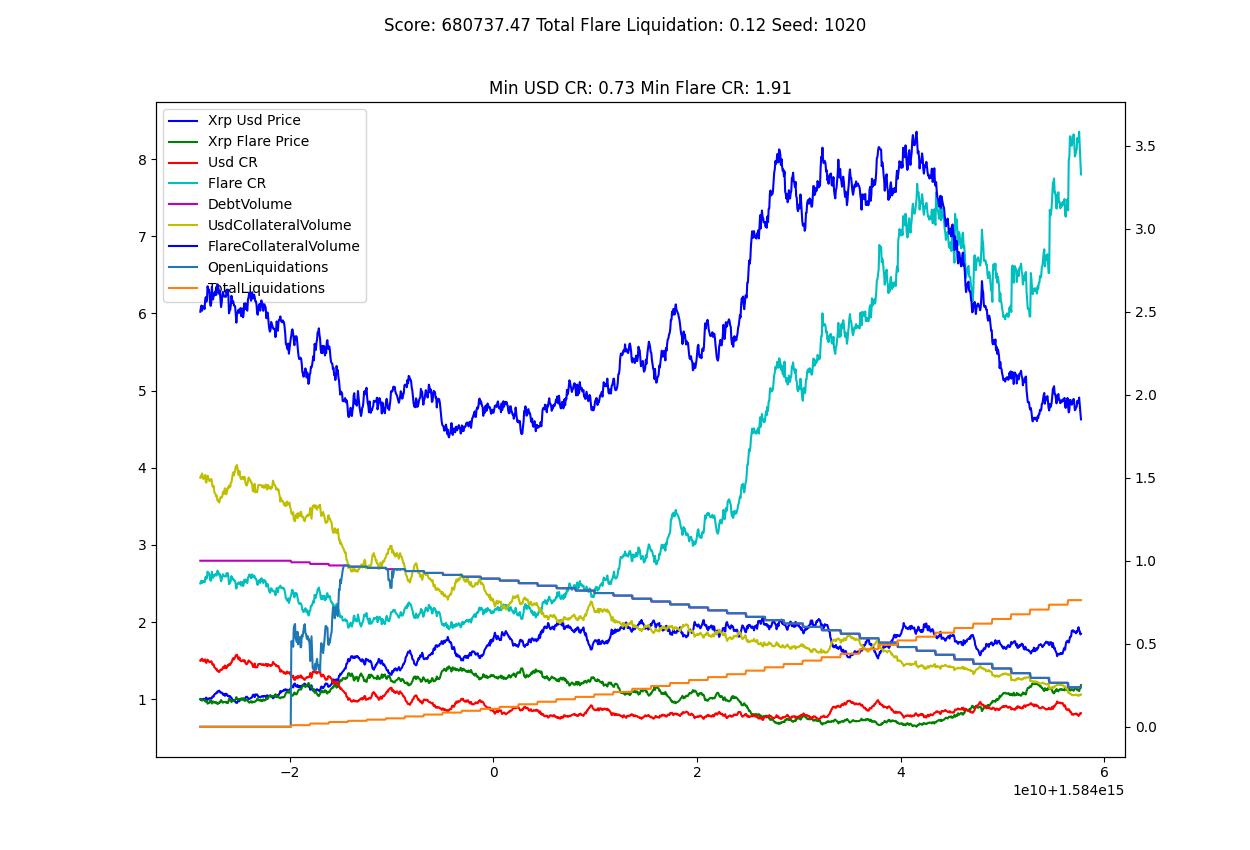 Score: 680737.47 Total Flare Liquidation: 0.12 Seed: 1020
Min USD CR: 0.73 Min Flare CR: 1.91
Xrp Usd Price
Xrp Flare Price
Usd CR
Flare CR
DebtVolume
UsdCollateralVolume
FlareCollateralVolume
OpenLiquidations
TotalLiquidations
8
7
6
5
4
3
2
1
3.5
3.0
2.5
2.0
1.5
1.0
0.5
0.0
−2
0
2
4
6
1e10+1.584e15